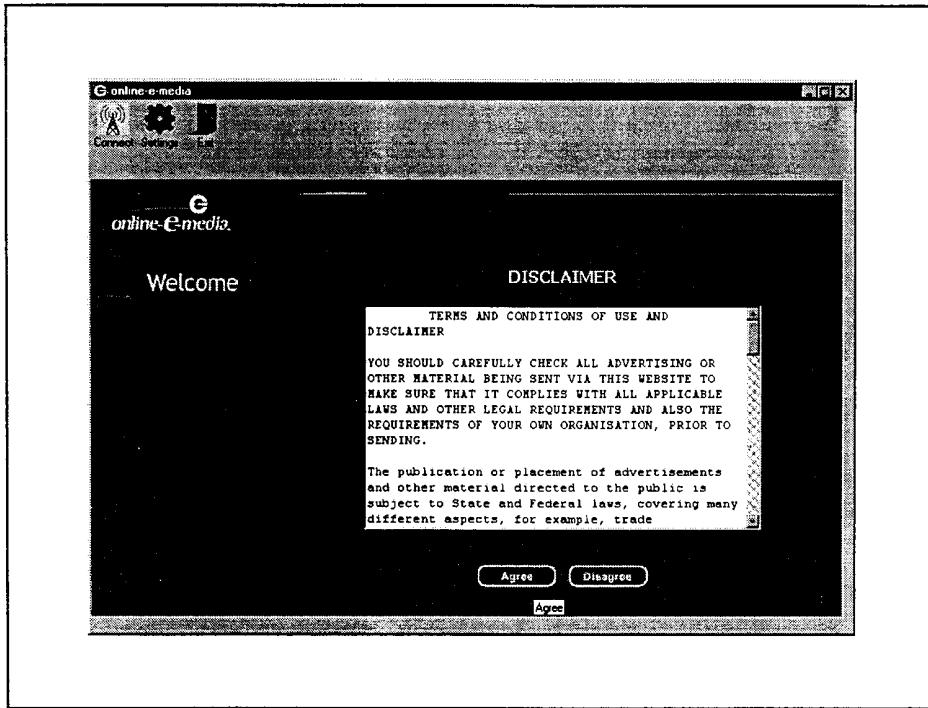 online-e-media
Connect Settings Exit
e
online-e-media.
Welcome
DISCLAIMER
TERMS AND CONDITIONS OF USE AND
DISCLAIMER
YOU SHOULD CAREFULLY CHECK ALL ADVERTISING OR
OTHER MATERIAL BEING SENT VIA THIS WEBSITE TO
MAKE SURE THAT IT COMPLIES WITH ALL APPLICABLE
LAWS AND OTHER LEGAL REQUIREMENTS AND ALSO THE
REQUIREMENTS OF YOUR OWN ORGANISATION, PRIOR TO
SENDING.
The publication or placement of advertisements
and other material directed to the public is
subject to State and Federal laws, covering many
different aspects, for example, trade
Agree Disagree
Agree